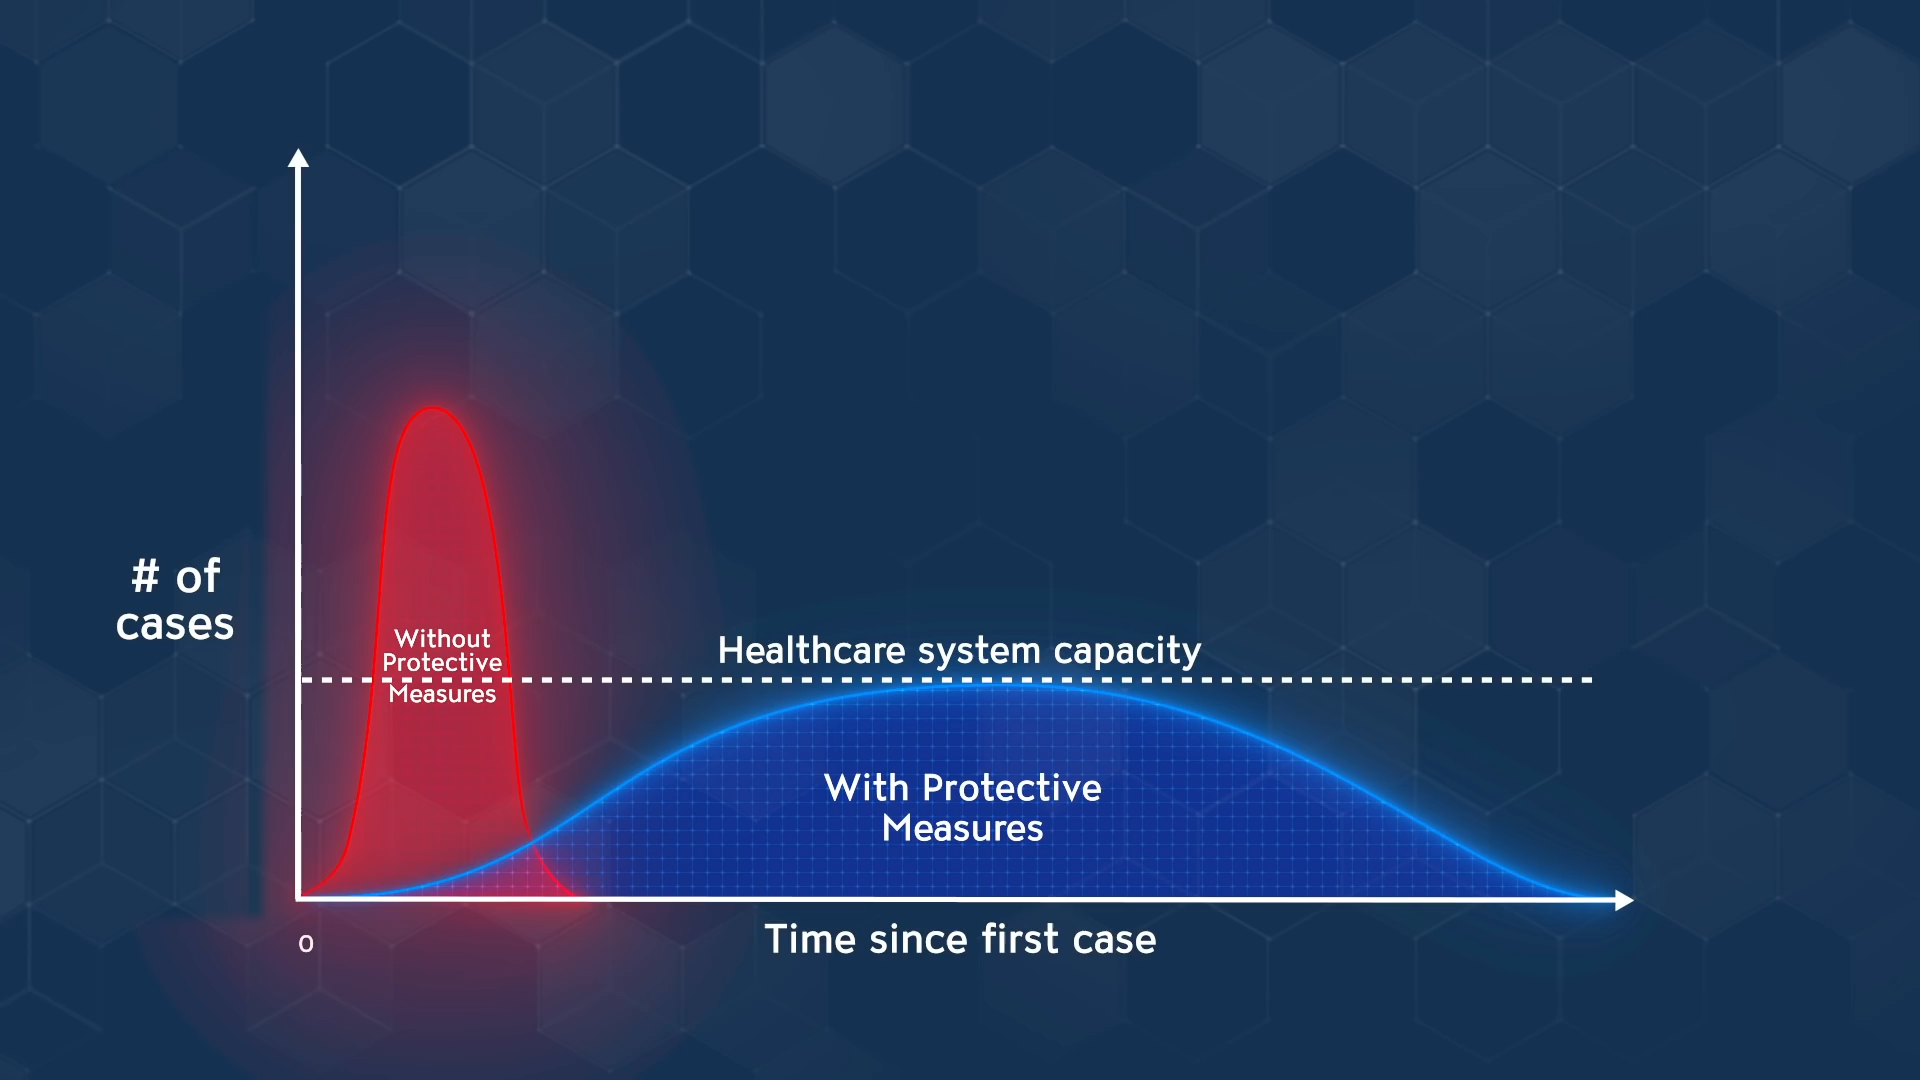 # of
cases
Without
Protective
Measures
Healthcare system capacity
With Protective
Measures
0
Time since first case